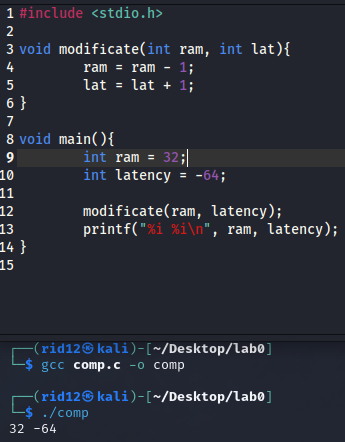 1 #include <stdio.h>
2
3 void modificate(int ram, int lat){
4         ram = ram - 1;
5         lat = lat + 1;
6 }
7
8 void main(){
9         int ram = 32;
10         int latency = -64;
11
12         modificate(ram, latency);
13         printf("%i %i\n", ram, latency);
14 }
15
┌──(rid12㉿kali)-[~/Desktop/lab0]
└─$ gcc comp.c -o comp
┌──(rid12㉿kali)-[~/Desktop/lab0]
└─$ ./comp
32 -64